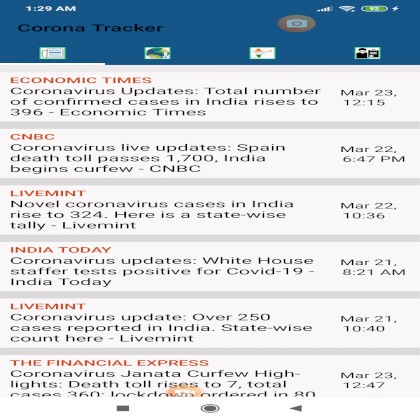 1:29 AM
92
Corona Tracker
ECONOMIC TIMES
Coronavirus Updates: Total number
of confirmed cases in India rises to
396 - Economic Times
Mar 23,
12:15
CNBC
Coronavirus live updates: Spain
death toll passes 1,700, India
begins curfew - CNBC
Mar 22,
6:47 PM
LIVEMINT
Novel coronavirus cases in India
rise to 324. Here is a state-wise
tally - Livemint
Mar 22,
10:36
INDIA TODAY
Coronavirus updates: White House
staffer tests positive for Covid-19 -
India Today
Mar 21,
8:21 AM
LIVEMINT
Coronavirus update: Over 250
cases reported in India. State-wise
count here - Livemint
Mar 21,
10:40
THE FINANCIAL EXPRESS
Coronavirus Janata Curfew High-
lights: Death toll rises to 7, total
cases 360; lockdown ordered in 80
Mar 23,
12:47